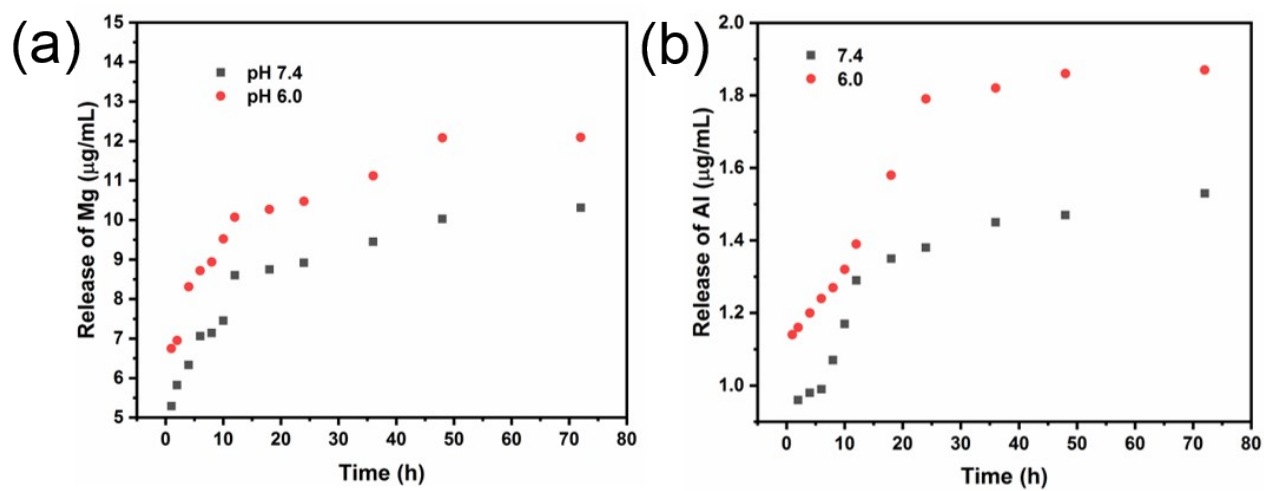 (a)
15
14
13
12
11
10
9
8
7
6
5
Release of Mg (μg/mL)
pH 7.4
pH 6.0
0 10 20 30 40 50 60 70 80
Time (h)
(b)
2.0
1.8
1.6
1.4
1.2
1.0
Release of Al (μg/mL)
7.4
6.0
0 10 20 30 40 50 60 70 80
Time (h)